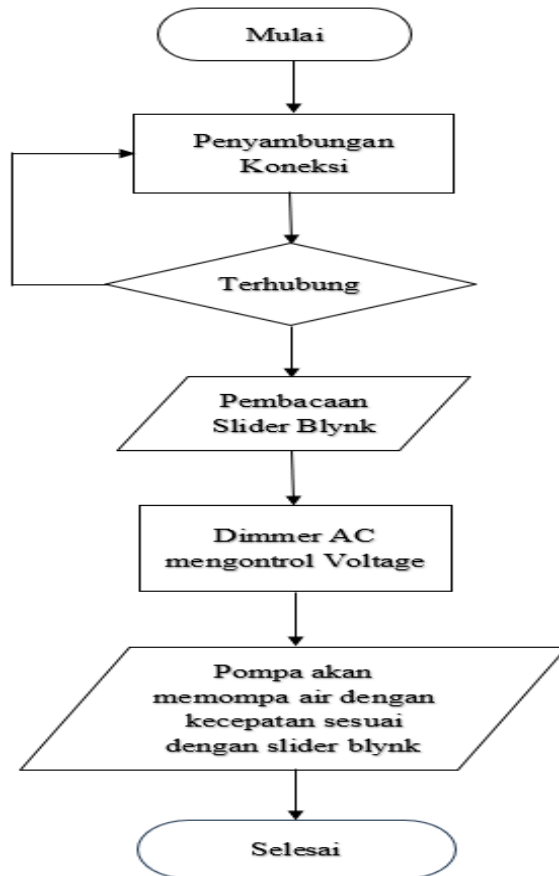 Mulai
Penyambungan
Koneksi
Terhubung
Pembacaan
Slider Blynk
Dimmer AC
mengontrol Voltage
Pompa akan
memompa air dengan
kecepatan sesuai
dengan slider blynk
Selesai